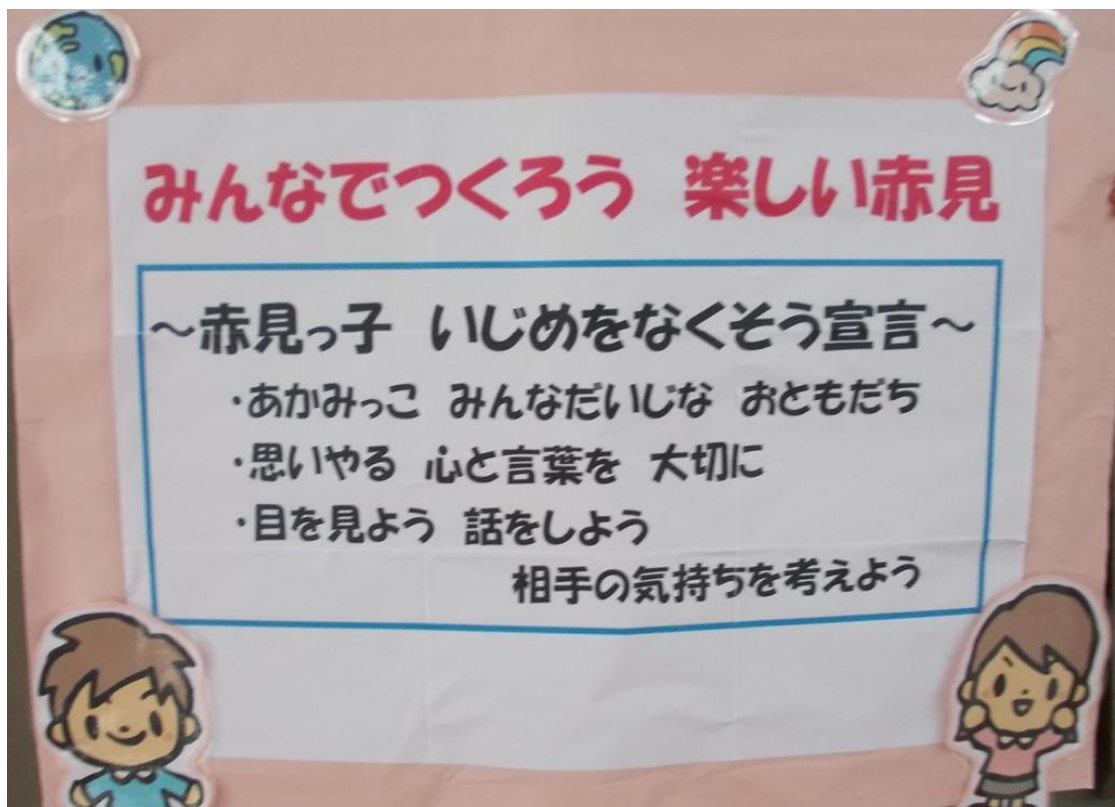 みんなでつくろう 楽しい赤見
～赤見っ子 いじめをなくそう宣言～
・あかみっこ みんなだいじな おともだち
・思いやる 心と言葉を 大切に
・目を見よう 話をしよう
相手の気持ちを考えよう